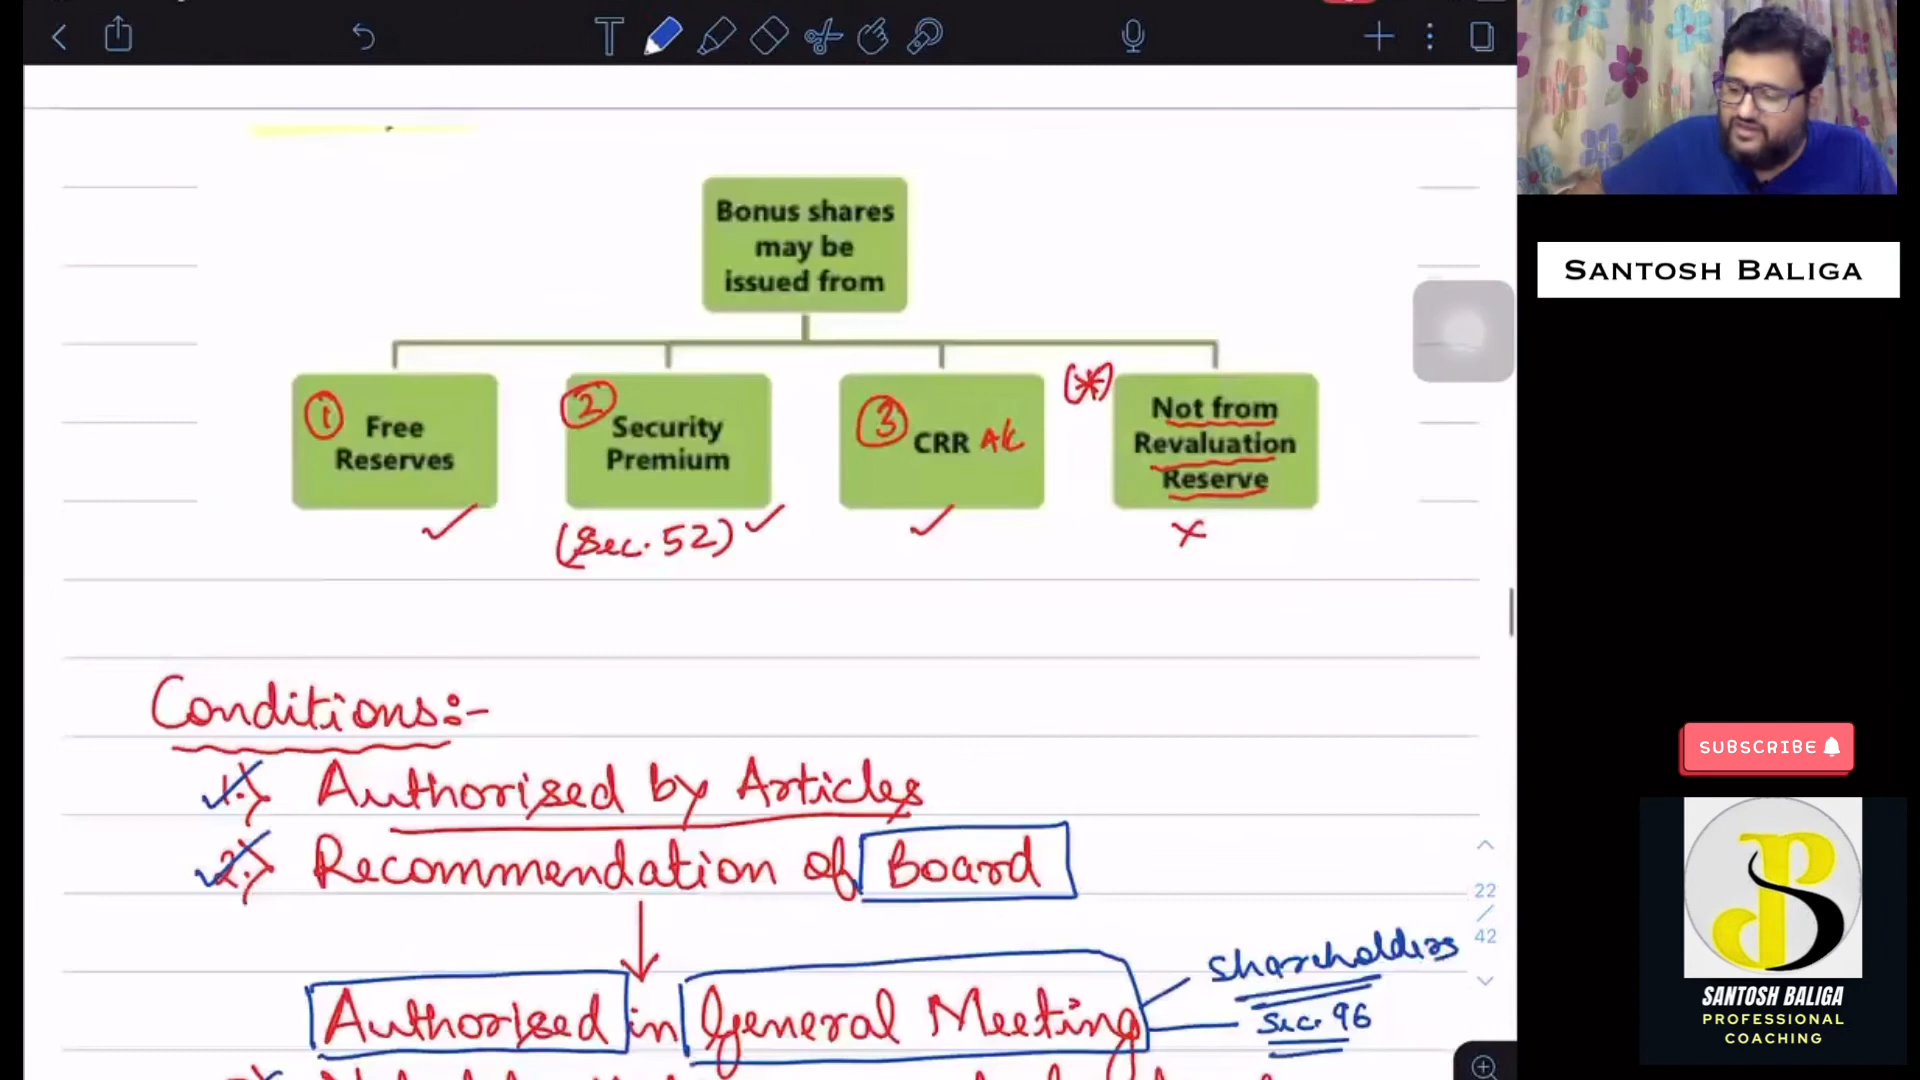 Bonus shares
may be
issued from
① Free
Reserves
② Security
Premium
③ CRR A/c
(*) Not from
Revaluation
Reserve
(Sec. 52)
Conditions:-
1.) Authorised by Articles
2.) Recommendation of Board
Authorised in General Meeting
shareholders
Sec. 96
22
/
42
SANTOSH BALIGA
SUBSCRIBE
SANTOSH BALIGA
PROFESSIONAL
COACHING